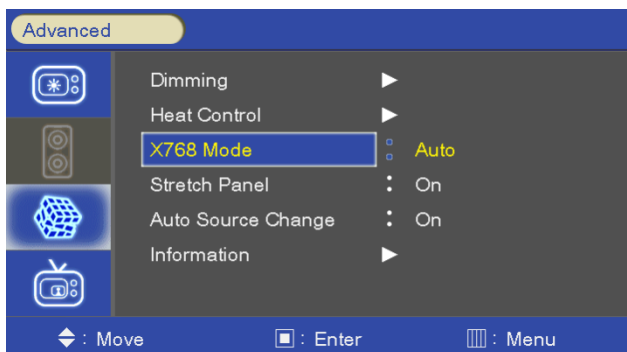 Advanced
Dimming ▶
Heat Control ▶
X768 Mode : Auto
Stretch Panel : On
Auto Source Change : On
Information ▶
: Move : Enter : Menu